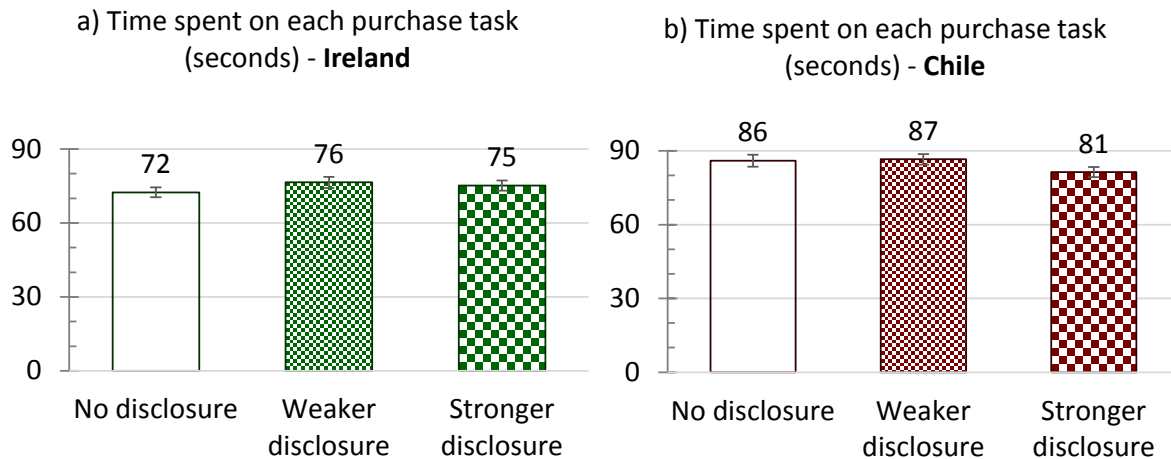 a) Time spent on each purchase task
(seconds) - Ireland
90
60
30
0
72
76
75
No disclosure
Weaker
disclosure
Stronger
disclosure
b) Time spent on each purchase task
(seconds) - Chile
90
60
30
0
86
87
81
No disclosure
Weaker
disclosure
Stronger
disclosure